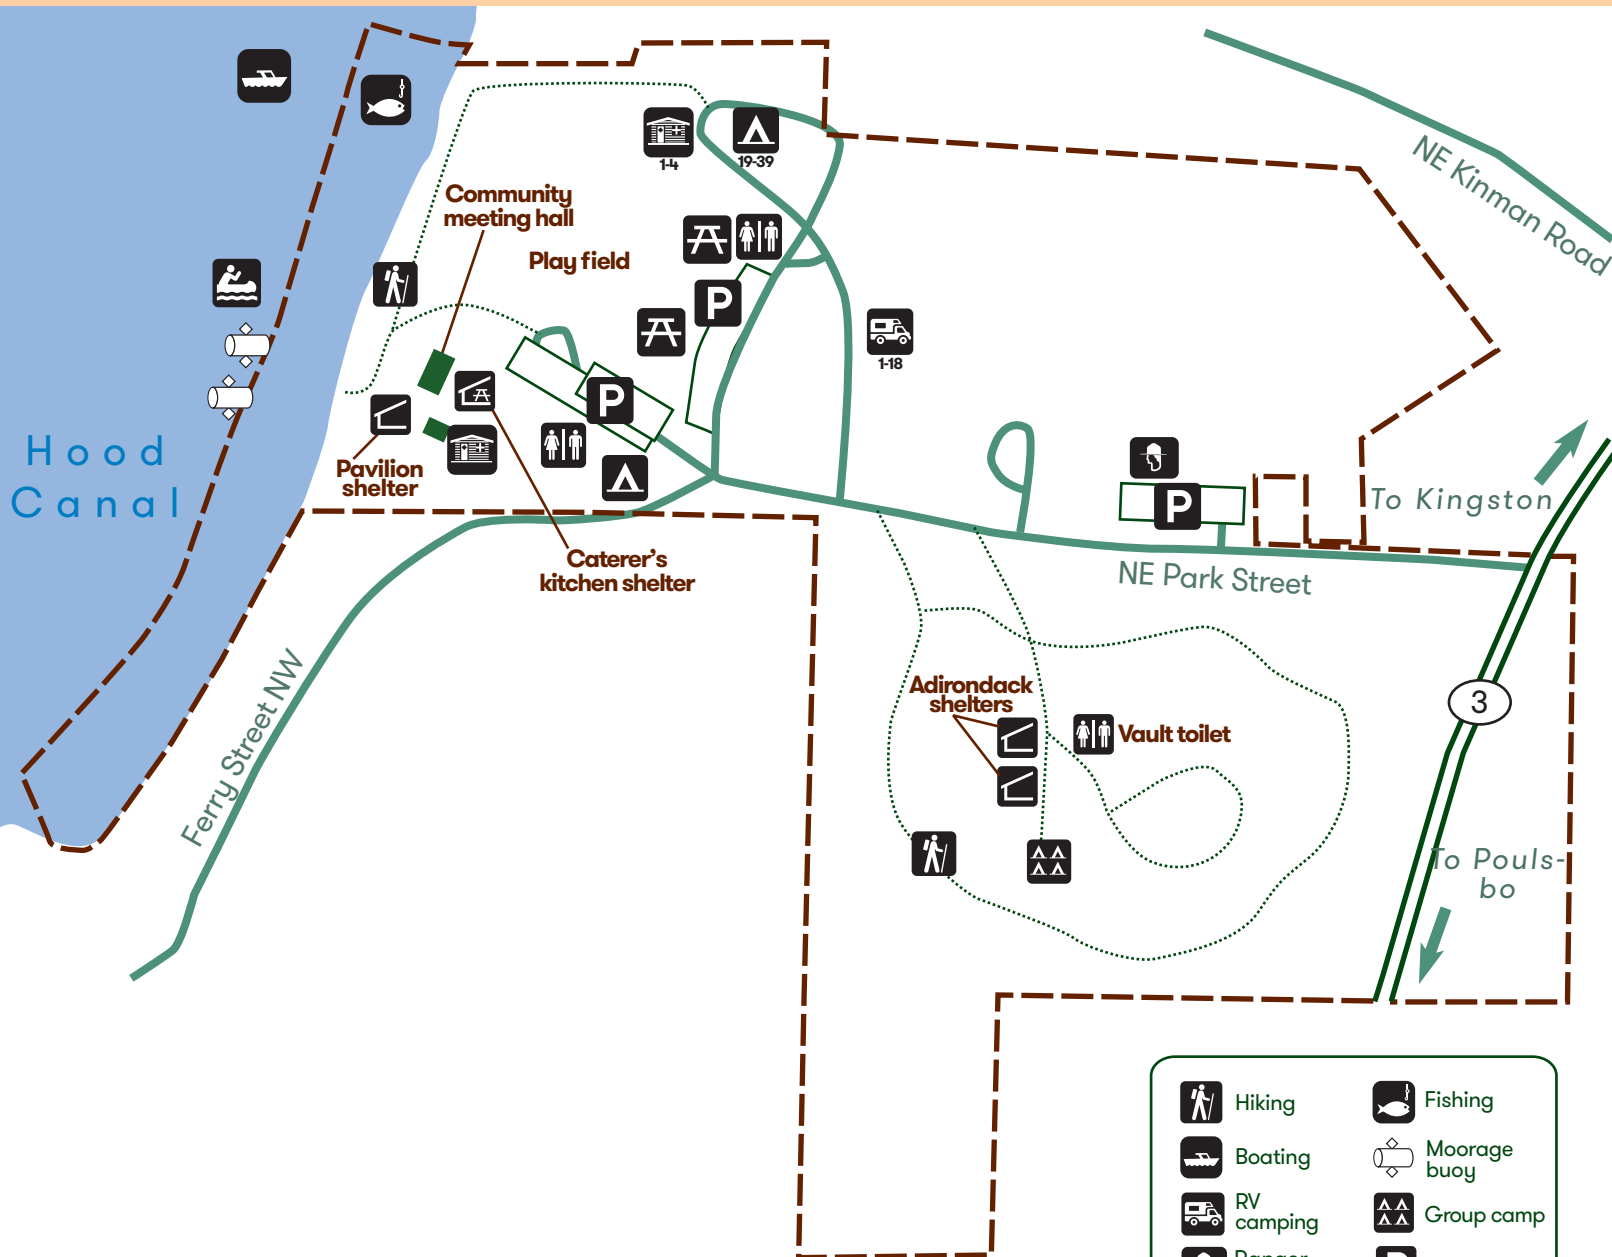 NE Kinman Road
1-4
19-39
Community
meeting hall
Play field
P
1-18
P
Hood
Canal
Pavilion
shelter
To Kingston
P
Caterer's
kitchen shelter
NE Park Street
Ferry Street NW
Adirondack
shelters
Vault toilet
3
To Pouls-
bo
Hiking
Fishing
Boating
Moorage
buoy
RV
camping
Group camp
Ranger